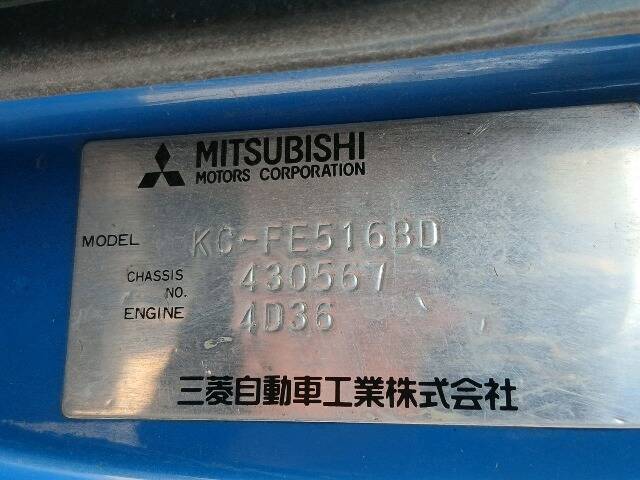 MITSUBISHI
MOTORS CORPORATION
MODEL KC-FE516BD
CHASSIS NO. 430567
ENGINE 4D36
三菱自動車工業株式会社